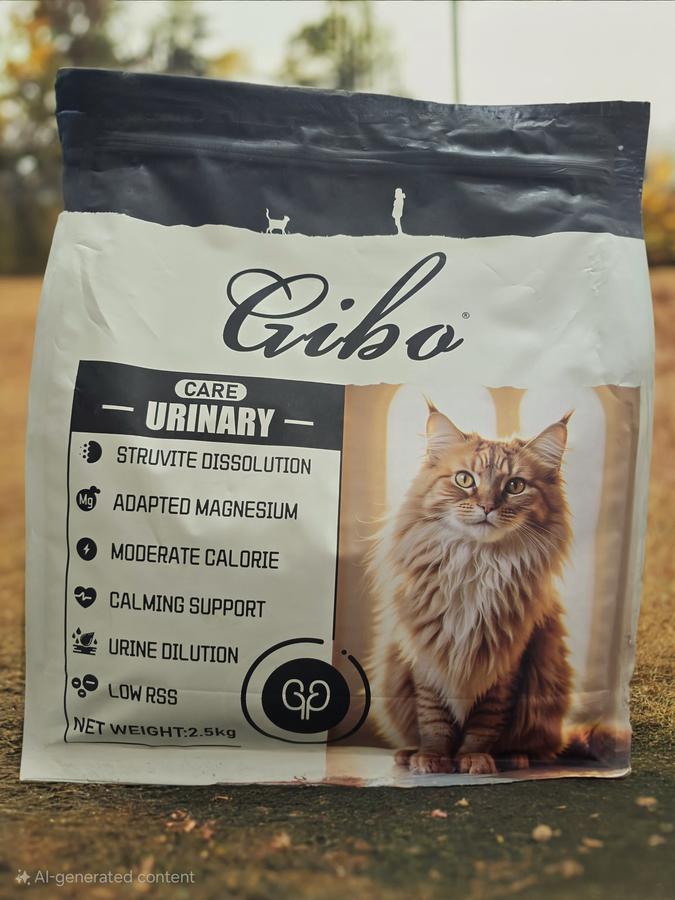 Gibo®
CARE
URINARY
STRUVITE DISSOLUTION
Mg
ADAPTED MAGNESIUM
MODERATE CALORIE
CALMING SUPPORT
URINE DILUTION
LOW RSS
NET WEIGHT:2.5kg
AI-generated content